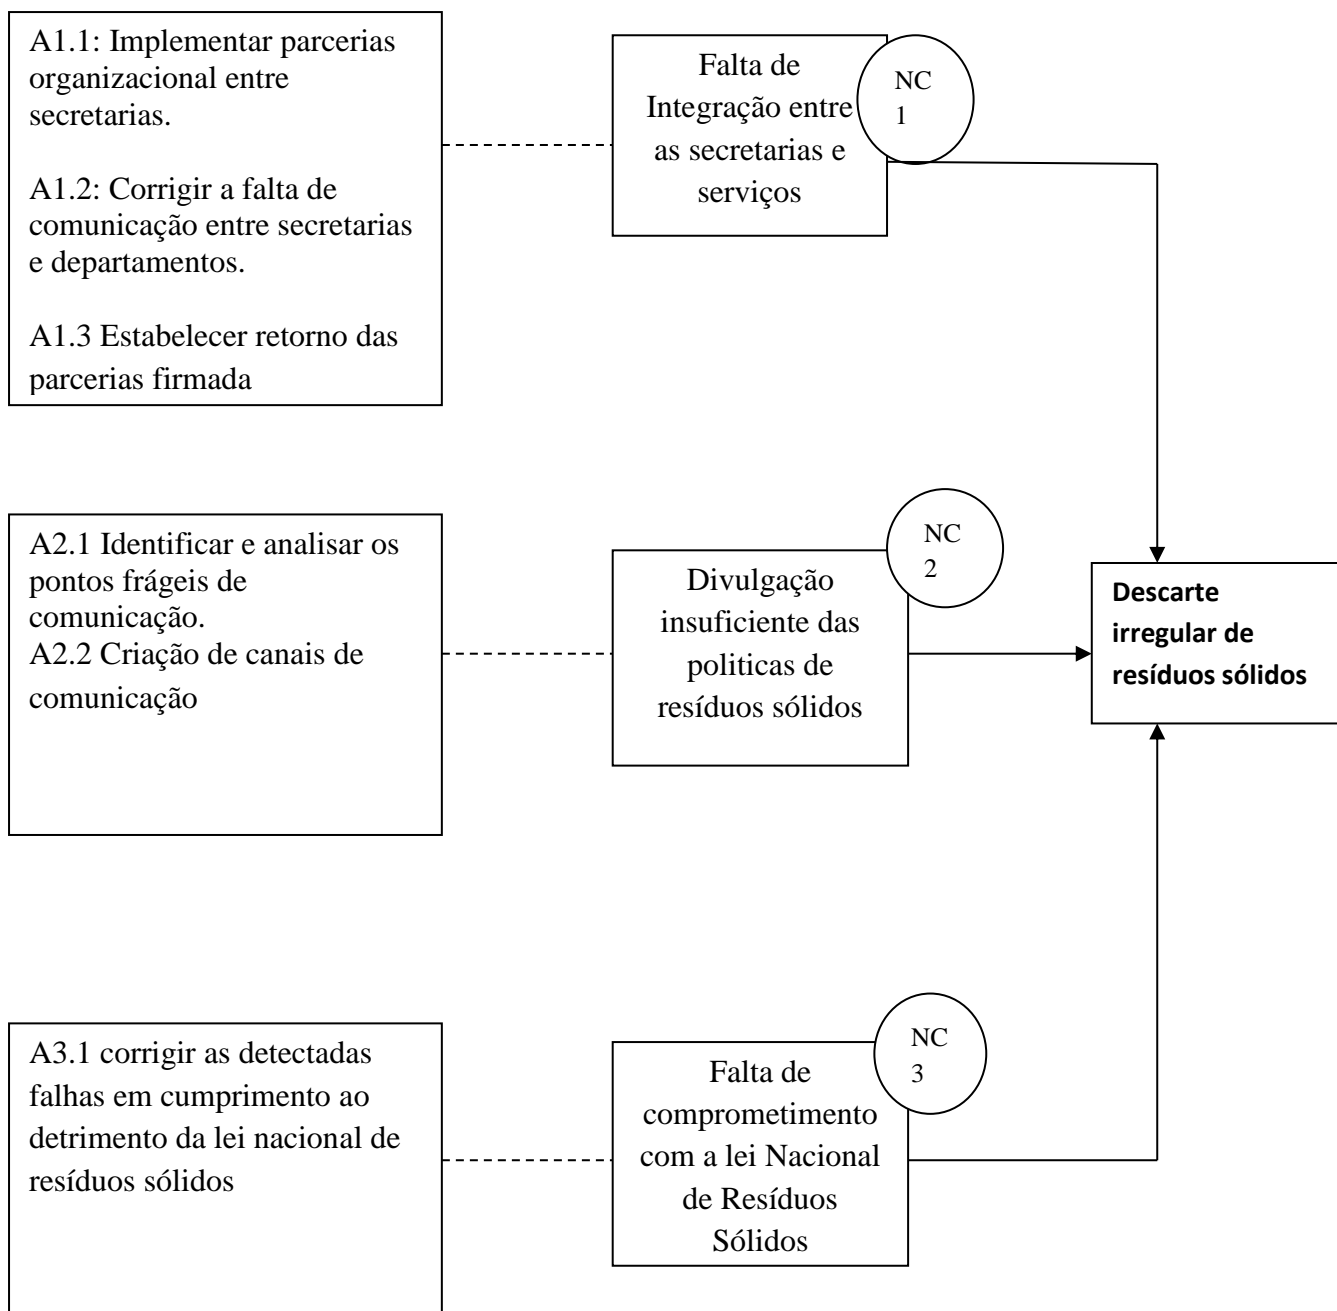 A1.1: Implementar parcerias
organizacional entre
secretarias.
A1.2: Corrigir a falta de
comunicação entre secretarias
e departamentos.
A1.3 Estabelecer retorno das
parcerias firmada
Falta de
Integração entre
as secretarias e
serviços
NC
1
A2.1 Identificar e analisar os
pontos frágeis de
comunicação.
A2.2 Criação de canais de
comunicação
Divulgação
insuficiente das
politicas de
resíduos sólidos
NC
2
Descarte
irregular de
resíduos sólidos
A3.1 corrigir as detectadas
falhas em cumprimento ao
detrimento da lei nacional de
resíduos sólidos
Falta de
comprometimento
com a lei Nacional
de Resíduos
Sólidos
NC
3